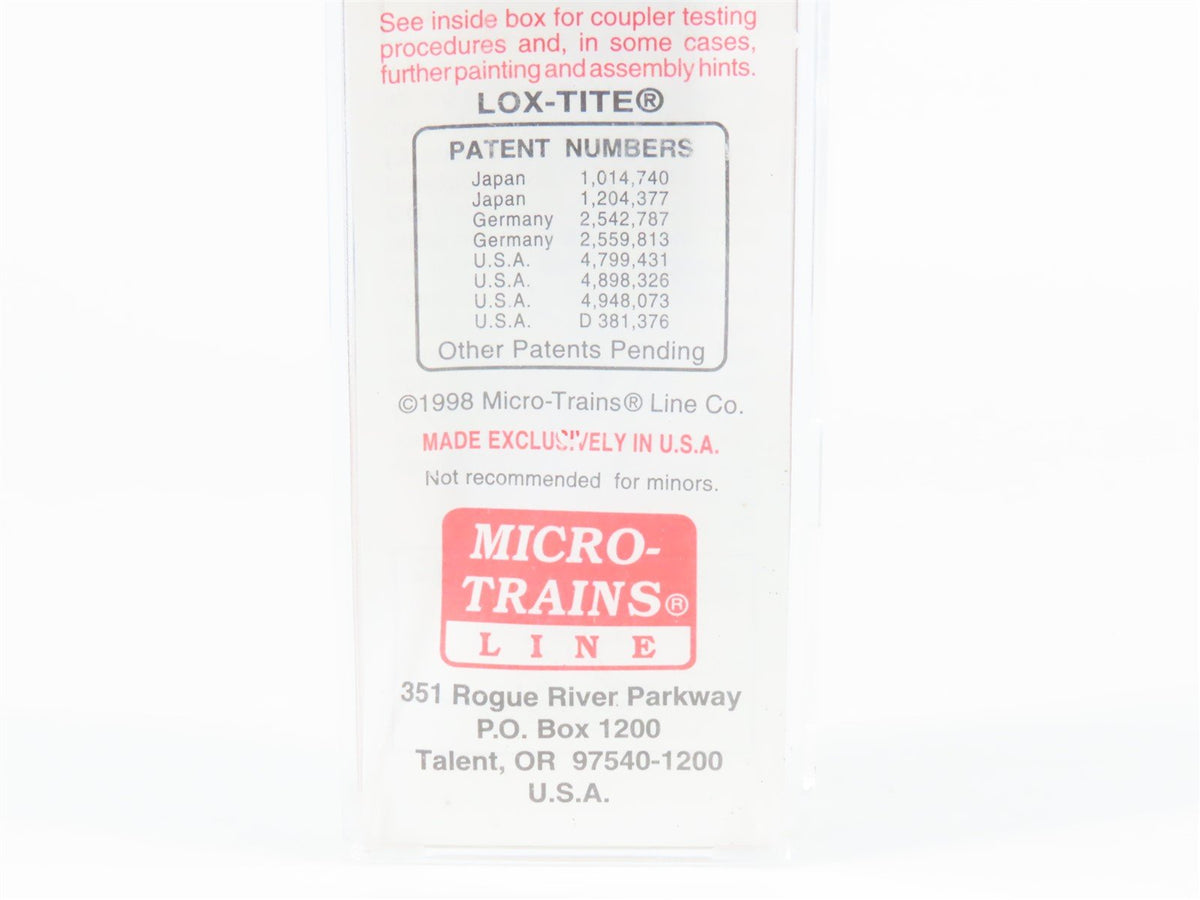 See inside box for coupler testing
procedures and, in some cases,
further painting and assembly hints.
LOX-TITE®
PATENT NUMBERS
Japan 1,014,740
Japan 1,204,377
Germany 2,542,787
Germany 2,559,813
U.S.A. 4,799,431
U.S.A. 4,898,326
U.S.A. 4,948,073
U.S.A. D 381,376
Other Patents Pending
©1998 Micro-Trains® Line Co.
MADE EXCLUSIVELY IN U.S.A.
Not recommended for minors.
MICRO-
TRAINS®
LINE
351 Rogue River Parkway
P.O. Box 1200
Talent, OR 97540-1200
U.S.A.